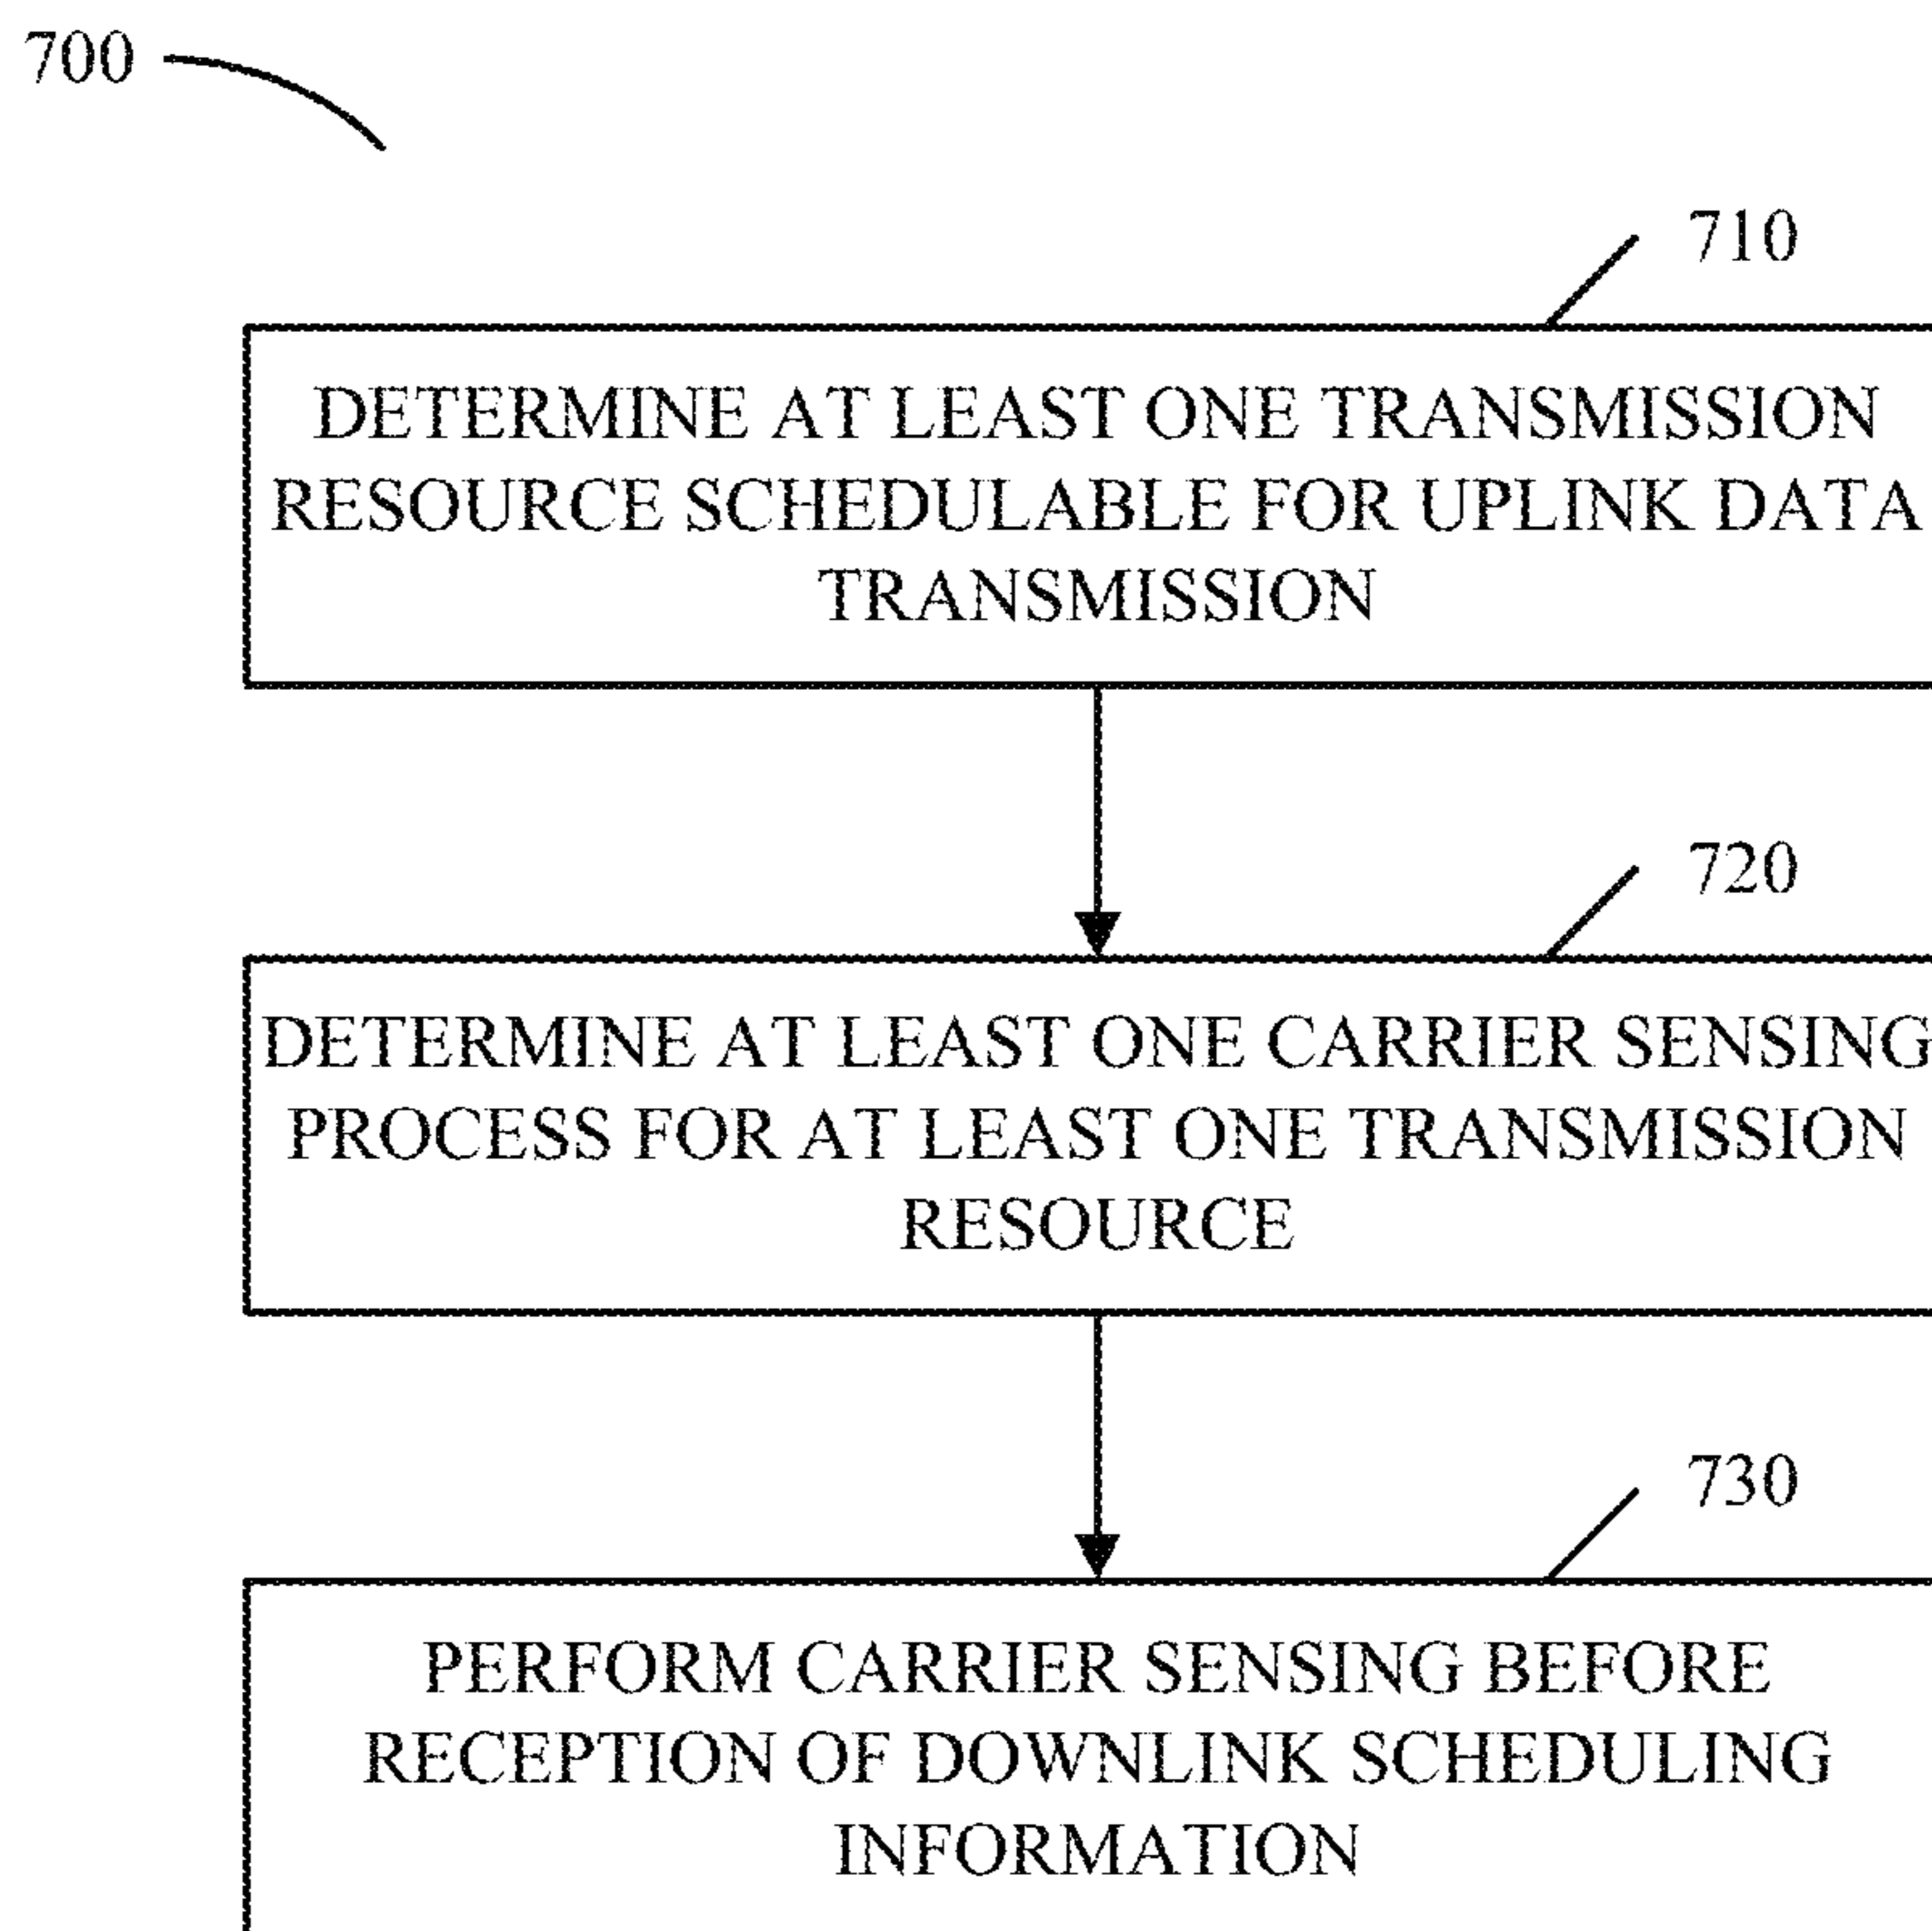 700
710
DETERMINE AT LEAST ONE TRANSMISSION
RESOURCE SCHEDULABLE FOR UPLINK DATA
TRANSMISSION
720
DETERMINE AT LEAST ONE CARRIER SENSING
PROCESS FOR AT LEAST ONE TRANSMISSION
RESOURCE
730
PERFORM CARRIER SENSING BEFORE
RECEPTION OF DOWNLINK SCHEDULING
INFORMATION